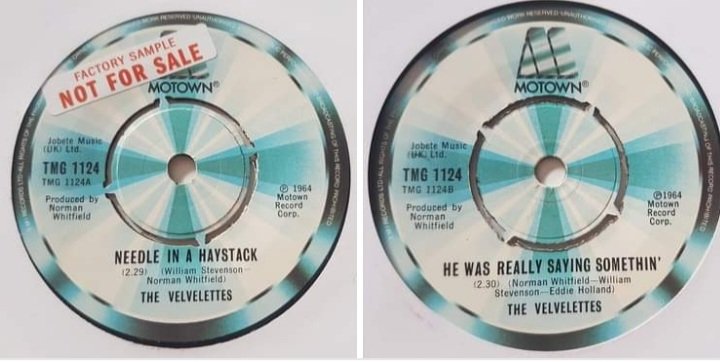 FACTORY SAMPLE
NOT FOR SALE
MOTOWN®
Jobete Music
(UK) Ltd.
TMG 1124
TMG 1124A
Produced by
Norman
Whitfield
℗ 1964
Motown
Record
Corp.
NEEDLE IN A HAYSTACK
(2.29) (William Stevenson-
Norman Whitfield)
THE VELVELETTES
MOTOWN®
Jobete Music
(UK) Ltd.
TMG 1124
TMG 1124B
Produced by
Norman
Whitfield
℗1964
Motown
Record
Corp.
HE WAS REALLY SAYING SOMETHIN'
(2.30) (Norman Whitfield—William
Stevenson—Eddie Holland)
THE VELVELETTES